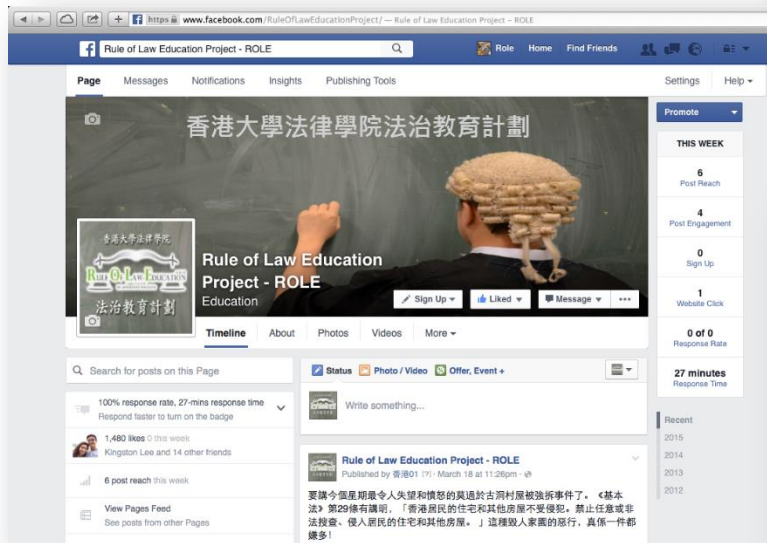 https www.facebook.com/RuleOfLawEducationProject/ — Rule of Law Education Project – ROLE
Rule of Law Education Project - ROLE
Role Home Find Friends
Page Messages Notifications Insights Publishing Tools Settings Help
香港大學法律學院法治教育計劃
香港大學法律學院
RULE OF LAW EDUCATION
法治教育計劃
Rule of Law Education
Project - ROLE
Education
Sign Up Liked Message •••
Timeline About Photos Videos More
Promote
THIS WEEK
6
Post Reach
4
Post Engagement
0
Sign Up
1
Website Click
0 of 0
Response Rate
27 minutes
Response Time
Recent
2015
2014
2013
2012
Search for posts on this Page
100% response rate, 27-mins response time
Respond faster to turn on the badge
1,480 likes 0 this week
Kingston Lee and 14 other friends
6 post reach this week
View Pages Feed
See posts from other Pages
Status Photo / Video Offer, Event +
Write something...
Rule of Law Education Project - ROLE
Published by 香港01 [?] · March 18 at 11:26pm ·
要講今個星期最令人失望和憤怒的莫過於古洞村屋被強拆事件了。《基本
法》第29條有講明，「香港居民的住宅和其他房屋不受侵犯。禁止任意或非
法搜查、侵入居民的住宅和其他房屋。」這種毀人家園的惡行，真係一件都
嫌多！